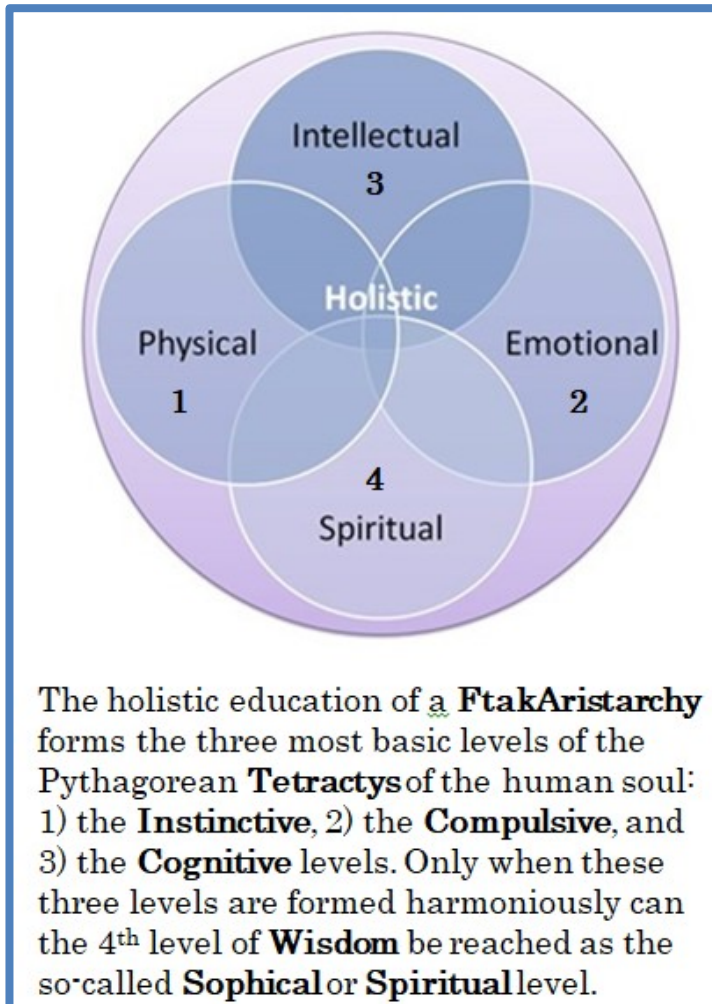 Intellectual
3
Holistic
Physical
Emotional
1
2
4
Spiritual
The holistic education of a FtakAristarchy
forms the three most basic levels of the
Pythagorean Tetractys of the human soul:
1) the Instinctive, 2) the Compulsive, and
3) the Cognitive levels. Only when these
three levels are formed harmoniously can
the 4th level of Wisdom be reached as the
so-called Sophical or Spiritual level.